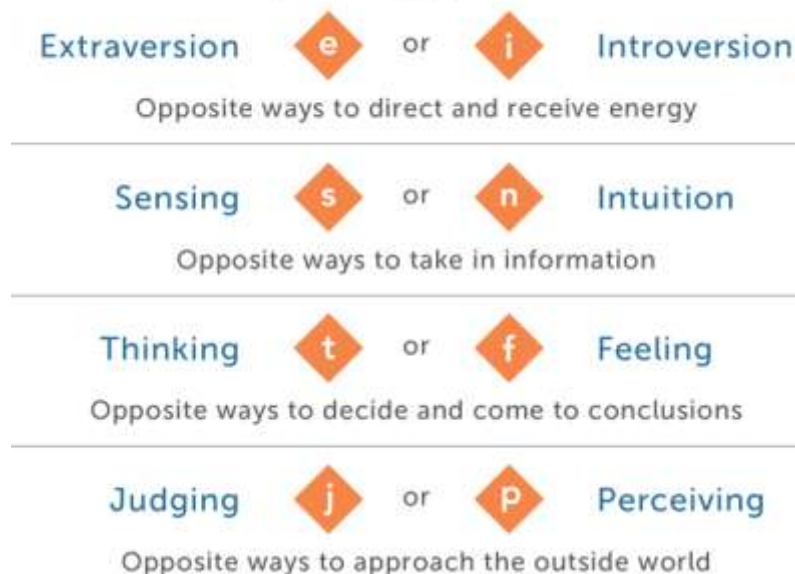 Extraversion e or i Introversion
Opposite ways to direct and receive energy
Sensing s or n Intuition
Opposite ways to take in information
Thinking t or f Feeling
Opposite ways to decide and come to conclusions
Judging j or p Perceiving
Opposite ways to approach the outside world